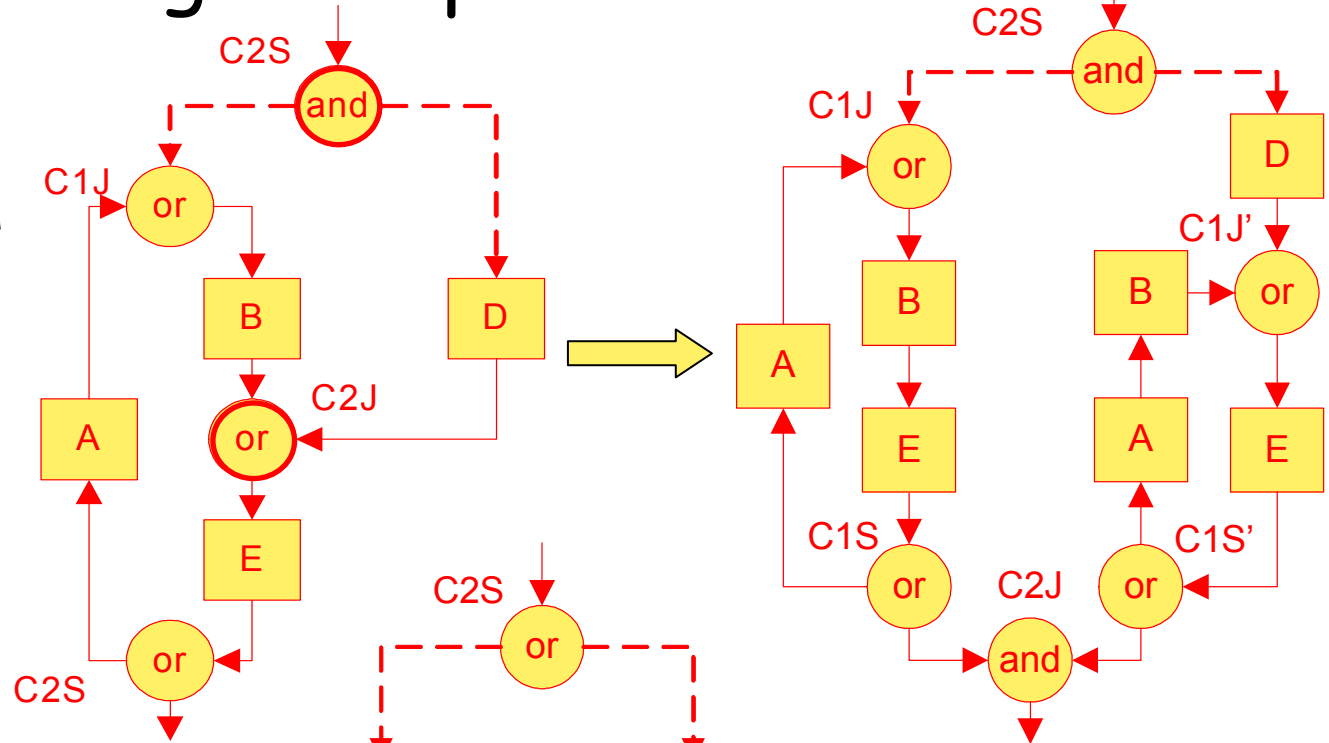 C2S
and
C1J
or
B
D
C2J
A
or
E
or
C2S
C2S
or
C2S
and
C1J
or
D
C1J’
B
or
B
A
E
A
E
C1S
or
C2J
or
C1S’
and